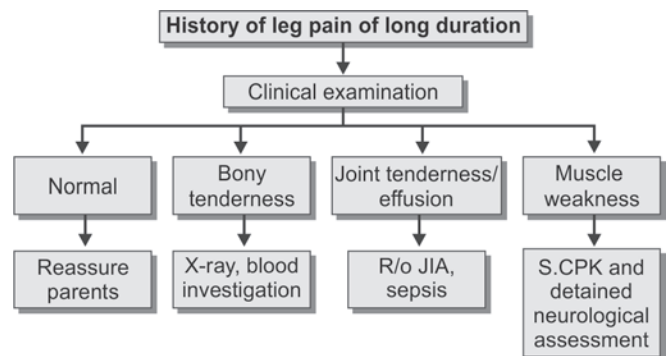 History of leg pain of long duration
Clinical examination
Normal
Bony
tenderness
Joint tenderness/
effusion
Muscle
weakness
Reassure
parents
X-ray, blood
investigation
R/o JIA,
sepsis
S.CPK and
detained
neurological
assessment